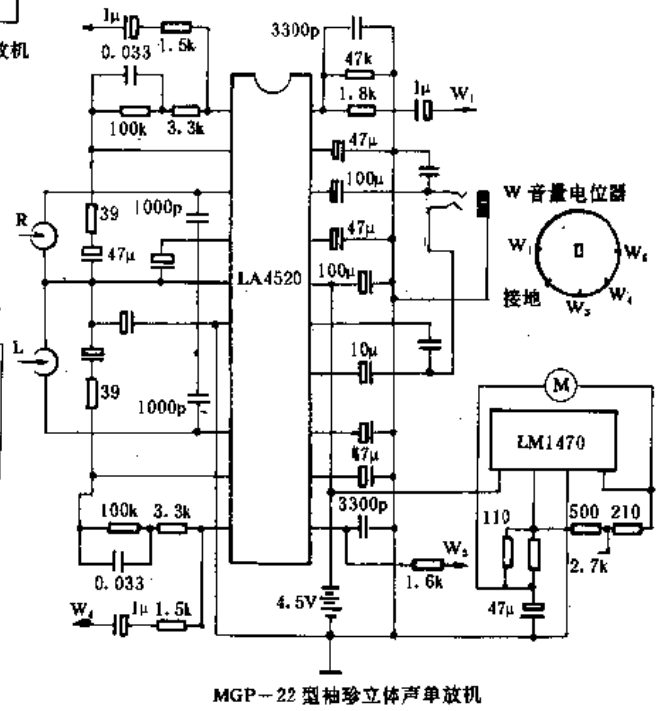 放机
1μ
1.5k
0.033
100k
3.3k
3300p
47k
1.8k
1μ
W₁
47μ
100μ
47μ
100μ
LA4520
R
39
47μ
1000p
L
39
1000p
10μ
47μ
3300p
100k
3.3k
0.033
W₄
1μ
1.5k
4.5V
1.6k
W 音量电位器
W₁
接地
W₃
W₄
M
LM1470
110
500
210
2.7k
47μ
MGP-22 型袖珍立体声单放机